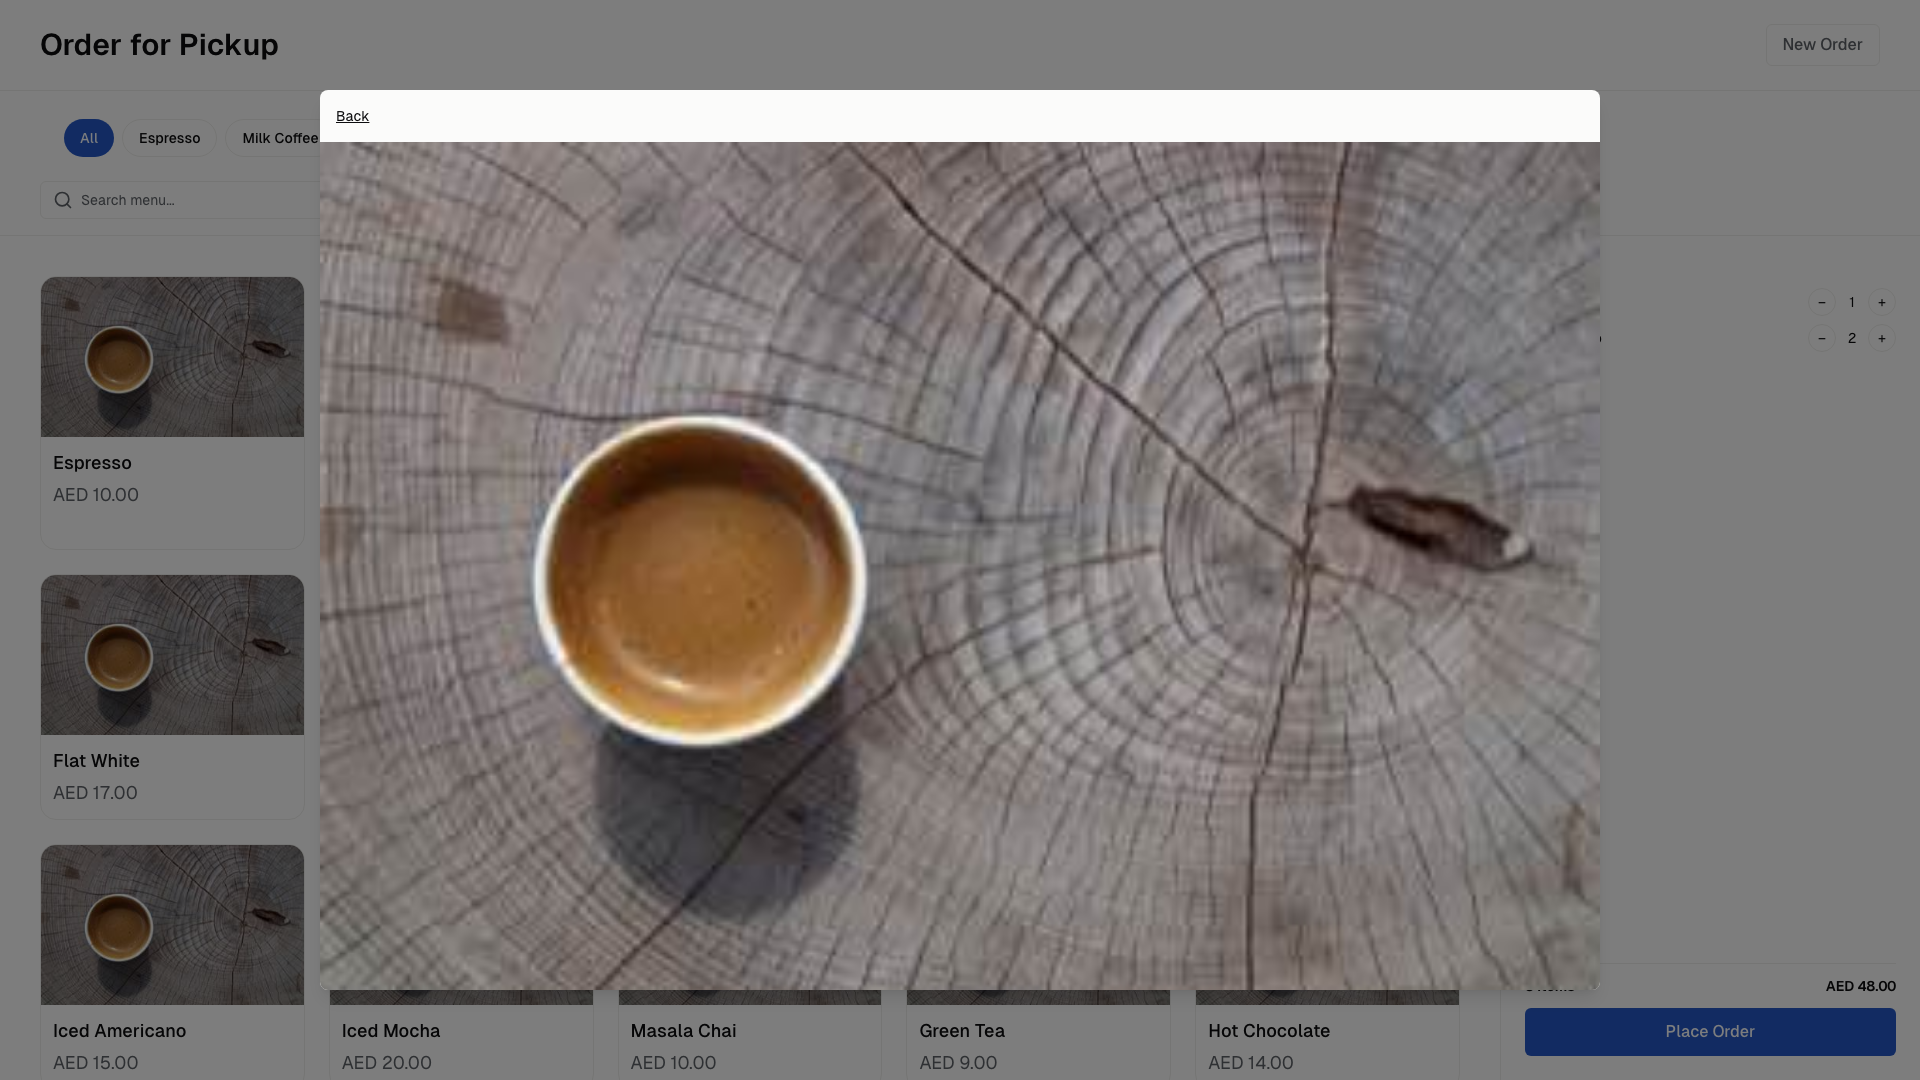 Order for Pickup
New Order
Back
All
Espresso
Milk Coffee
Search menu...
− 1 +
− 2 +
Espresso
AED 10.00
Flat White
AED 17.00
AED 48.00
Place Order
Iced Americano
AED 15.00
Iced Mocha
AED 20.00
Masala Chai
AED 10.00
Green Tea
AED 9.00
Hot Chocolate
AED 14.00